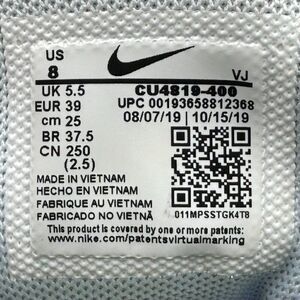 US
8
VJ
UK 5.5
CU4819-400
EUR 39
UPC 00193658812368
cm 25
08/07/19 | 10/15/19
BR 37.5
CN 250
(2.5)
MADE IN VIETNAM
HECHO EN VIETNAM
FABRIQUE AU VIETNAM
FABRICADO NO VIETNAM
011MPSSTGK4T8
This product is covered by one or more patents:
www.nike.com/patentsvirtualmarking